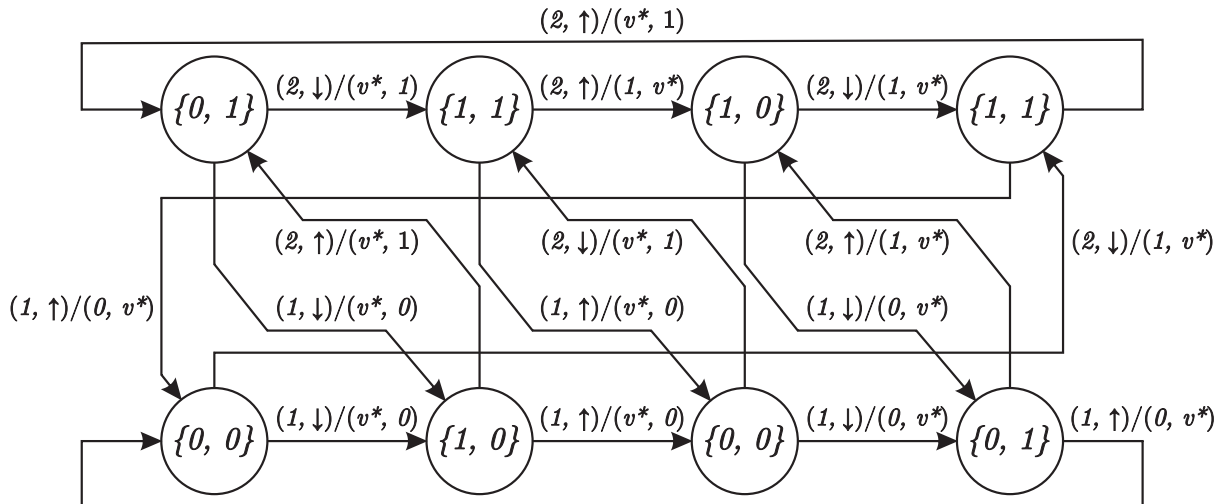 (2, ↑)/(v*, 1)
{0, 1} (2, ↓)/(v*, 1) {1, 1} (2, ↑)/(1, v*) {1, 0} (2, ↓)/(1, v*) {1, 1}
(2, ↑)/(v*, 1) (2, ↓)/(v*, 1) (2, ↑)/(1, v*) (2, ↓)/(1, v*)
(1, ↑)/(0, v*) (1, ↓)/(v*, 0) (1, ↑)/(v*, 0) (1, ↓)/(0, v*)
{0, 0} (1, ↓)/(v*, 0) {1, 0} (1, ↑)/(v*, 0) {0, 0} (1, ↓)/(0, v*) {0, 1} (1, ↑)/(0, v*)